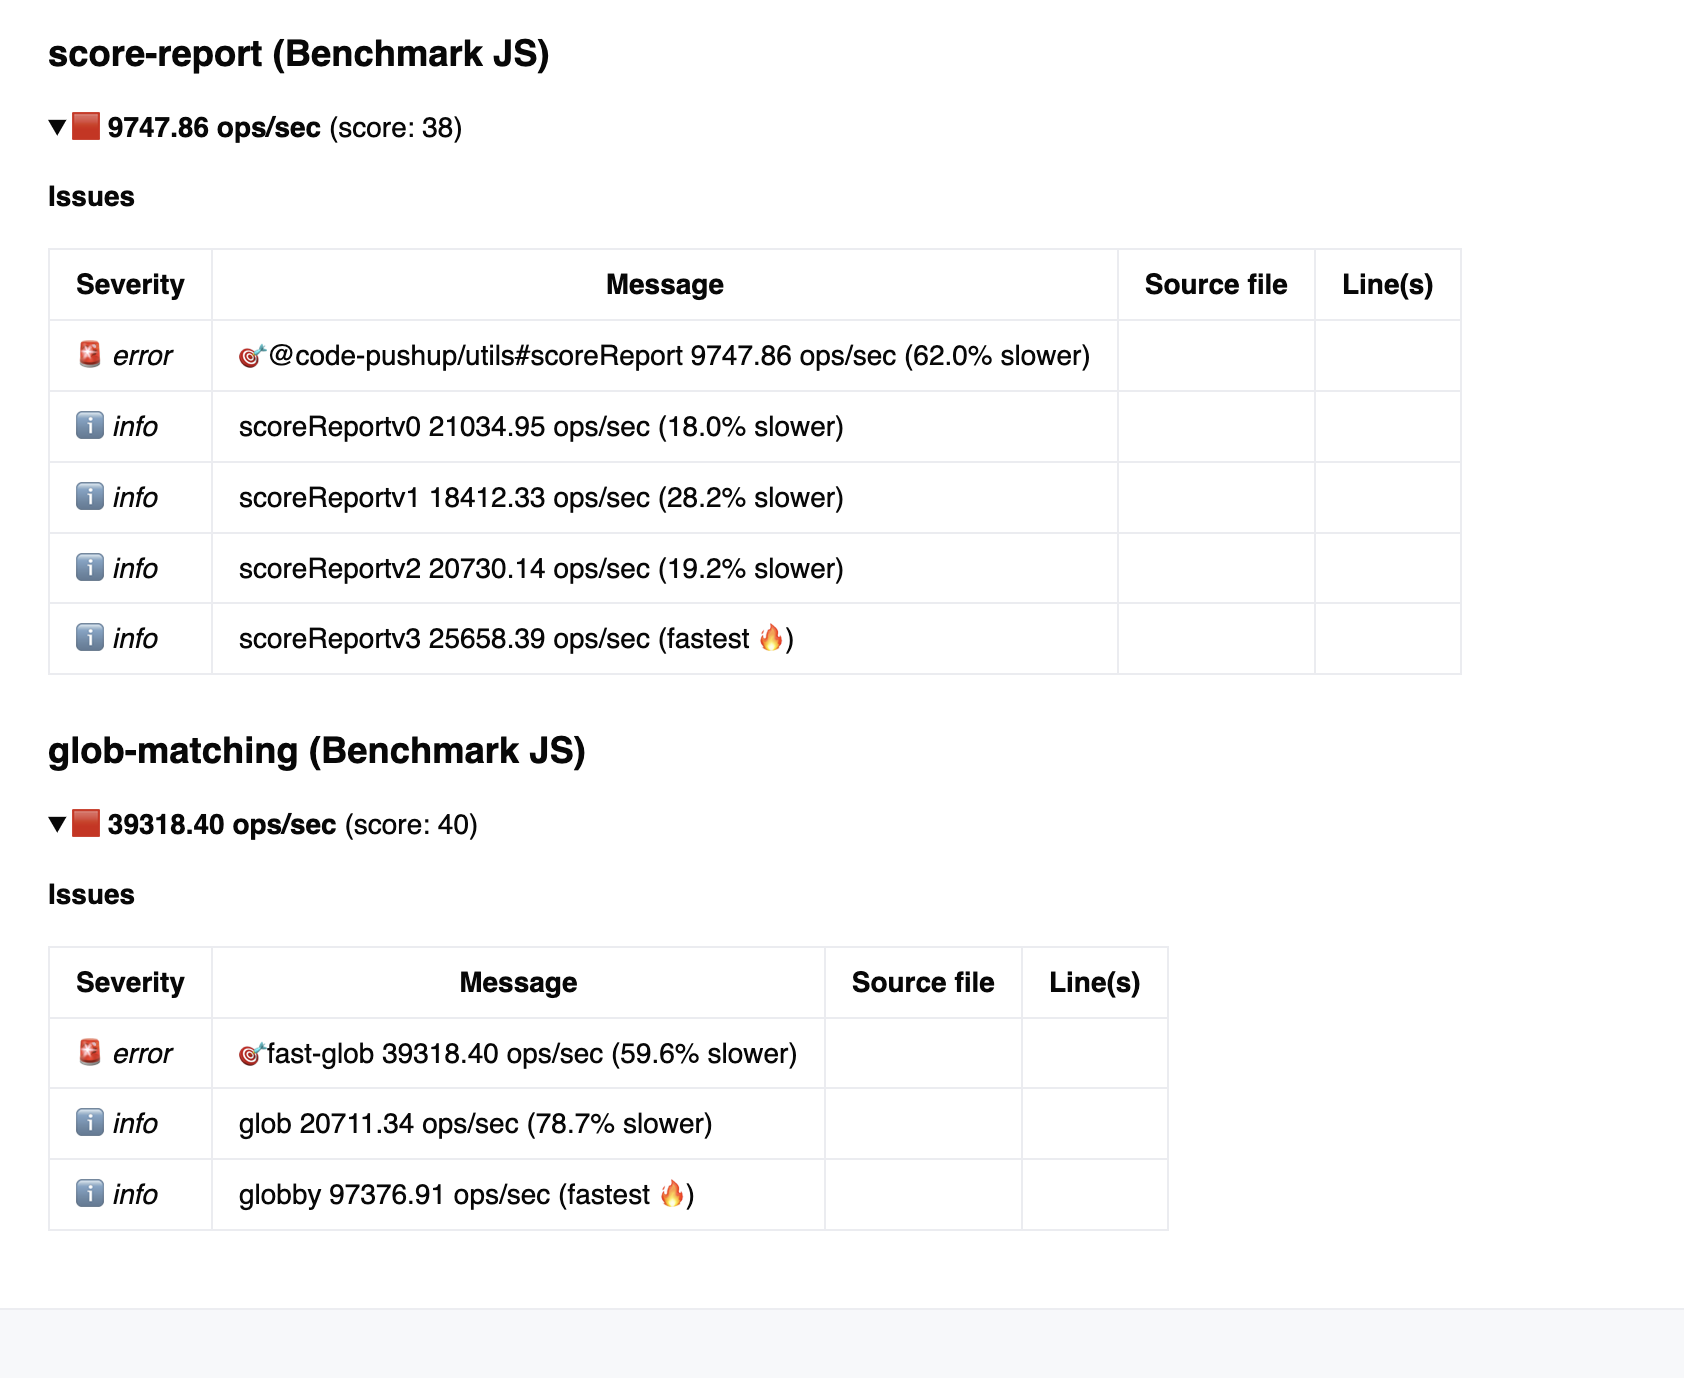 score-report (Benchmark JS)
▼🟥 9747.86 ops/sec (score: 38)
Issues
Severity Message Source file Line(s)
🚨 error 🎯@code-pushup/utils#scoreReport 9747.86 ops/sec (62.0% slower)
ℹ️ info scoreReportv0 21034.95 ops/sec (18.0% slower)
ℹ️ info scoreReportv1 18412.33 ops/sec (28.2% slower)
ℹ️ info scoreReportv2 20730.14 ops/sec (19.2% slower)
ℹ️ info scoreReportv3 25658.39 ops/sec (fastest 🔥)
glob-matching (Benchmark JS)
▼🟥 39318.40 ops/sec (score: 40)
Issues
Severity Message Source file Line(s)
🚨 error 🎯fast-glob 39318.40 ops/sec (59.6% slower)
ℹ️ info glob 20711.34 ops/sec (78.7% slower)
ℹ️ info globby 97376.91 ops/sec (fastest 🔥)